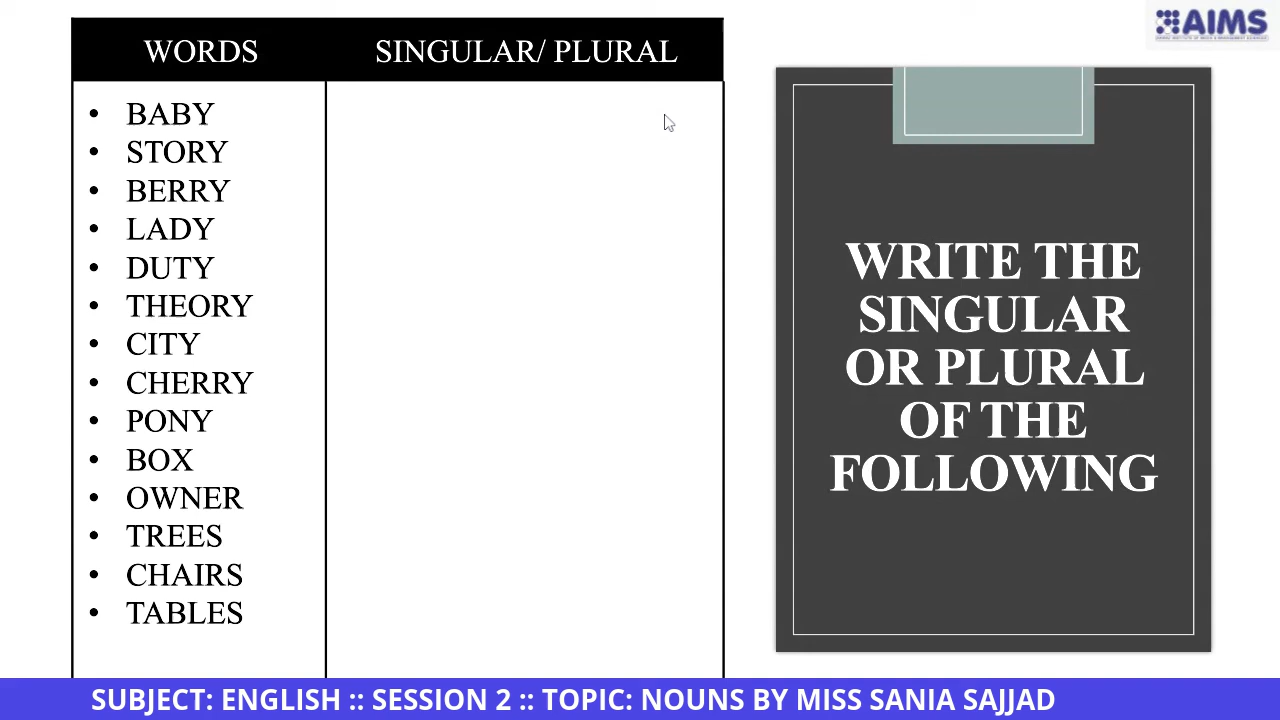 WORDS
SINGULAR/ PLURAL
• BABY
• STORY
• BERRY
• LADY
• DUTY
• THEORY
• CITY
• CHERRY
• PONY
• BOX
• OWNER
• TREES
• CHAIRS
• TABLES
AIMS
WRITE THE
SINGULAR
OR PLURAL
OF THE
FOLLOWING
SUBJECT: ENGLISH :: SESSION 2 :: TOPIC: NOUNS BY MISS SANIA SAJJAD